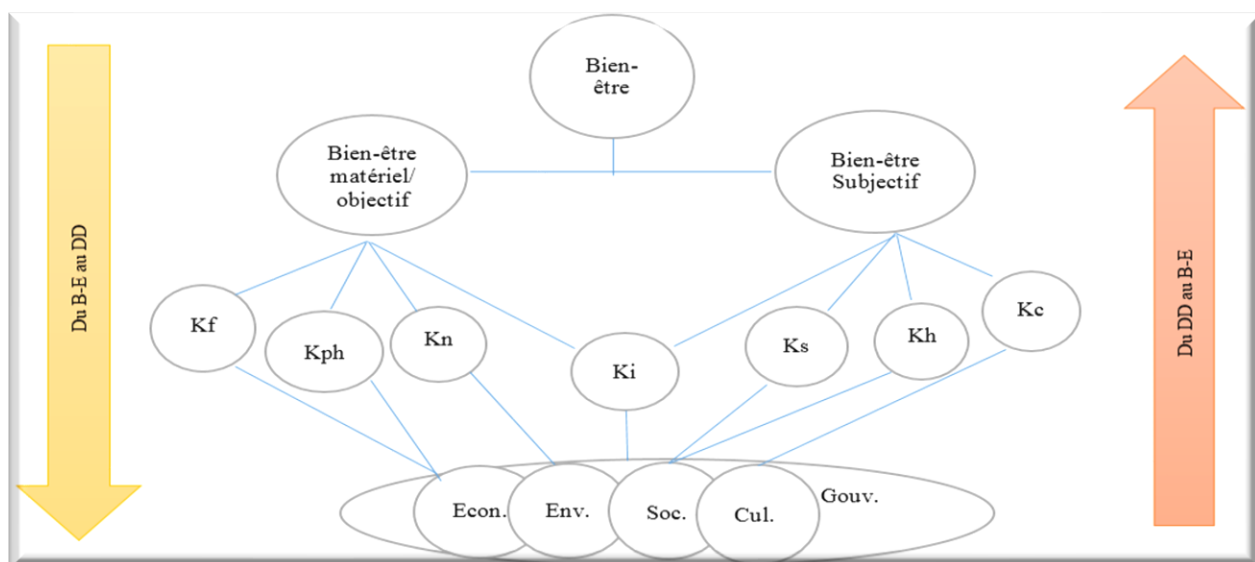 Bien-
être
Bien-être
matériel/
objectif
Bien-être
Subjectif
Du B-E au DD
Du DD au B-E
Kf
Kph
Kn
Ki
Ks
Kh
Kc
Econ.
Env.
Soc.
Cul.
Gouv.